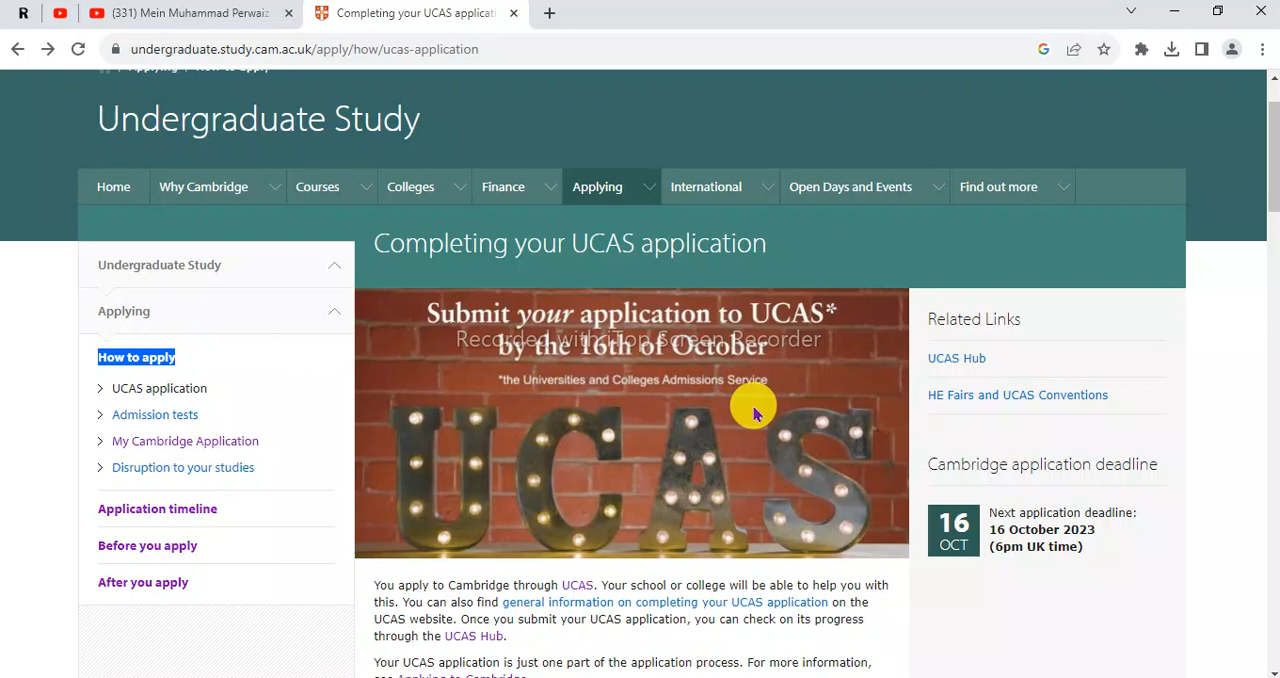 R
(331) Mein Muhammad Perwaiz
Completing your UCAS applicati
undergraduate.study.cam.ac.uk/apply/how/ucas-application
Applying
How to apply
Undergraduate Study
Home
Why Cambridge
Courses
Colleges
Finance
Applying
International
Open Days and Events
Find out more
Completing your UCAS application
Undergraduate Study
Applying
How to apply
UCAS application
Admission tests
My Cambridge Application
Disruption to your studies
Application timeline
Before you apply
After you apply
Submit your application to UCAS*
Recorded with iTop Screen Recorder
by the 16th of October
*the Universities and Colleges Admissions Service
UCAS
You apply to Cambridge through UCAS. Your school or college will be able to help you with
this. You can also find general information on completing your UCAS application on the
UCAS website. Once you submit your UCAS application, you can check on its progress
through the UCAS Hub.
Your UCAS application is just one part of the application process. For more information,
see Applying to Cambridge.
Related Links
UCAS Hub
HE Fairs and UCAS Conventions
Cambridge application deadline
16
OCT
Next application deadline:
16 October 2023
(6pm UK time)